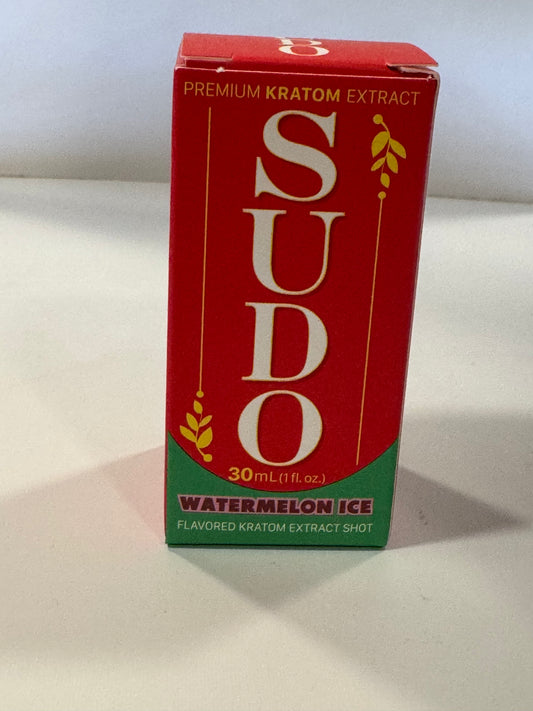 PREMIUM KRATOM EXTRACT
SUDO
30mL (1 fl. oz.)
WATERMELON ICE
FLAVORED KRATOM EXTRACT SHOT